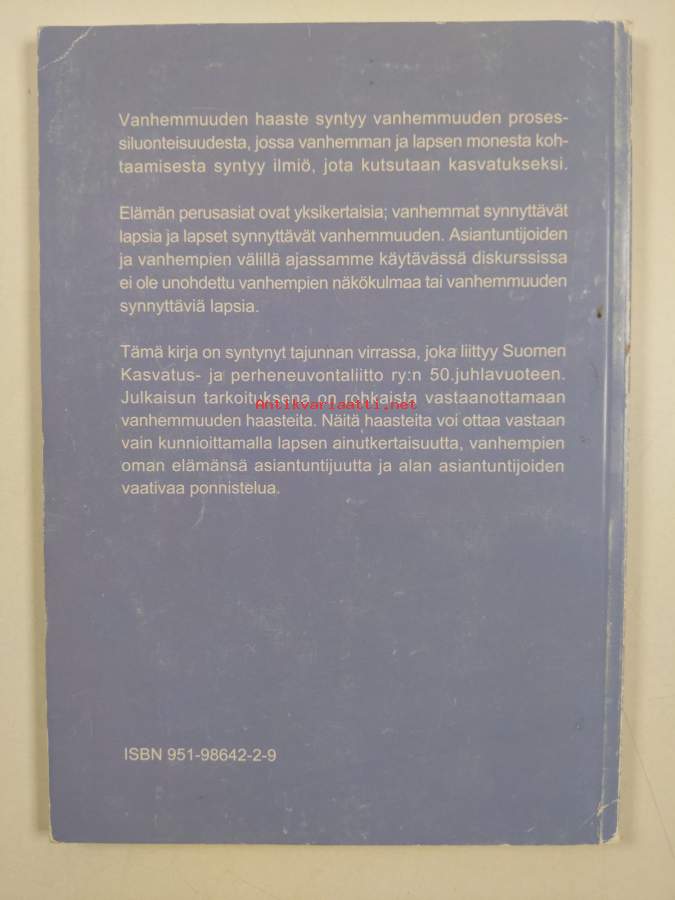 Vanhemmuuden haaste syntyy vanhemmuuden proses-
siluonteisuudesta, jossa vanhemman ja lapsen monesta koh-
taamisesta syntyy ilmiö, jota kutsutaan kasvatukseksi.
Elämän perusasiat ovat yksikertaisia; vanhemmat synnyttävät
lapsia ja lapset synnyttävät vanhemmuuden. Asiantuntijoiden
ja vanhempien välillä ajassamme käytävässä diskurssissa
ei ole unohdettu vanhempien näkökulmaa tai vanhemmuuden
synnyttäviä lapsia.
Tämä kirja on syntynyt tajunnan virrassa, joka liittyy Suomen
Kasvatus- ja perheneuvontaliitto ry:n 50.juhlavuoteen.
Julkaisun tarkoituksena on rohkaista vastaanottamaan
Antikvariaatti.net
vanhemmuuden haasteita. Näitä haasteita voi ottaa vastaan
vain kunnioittamalla lapsen ainutkertaisuutta, vanhempien
oman elämänsä asiantuntijuutta ja alan asiantuntijoiden
vaativaa ponnistelua.
ISBN 951-98642-2-9